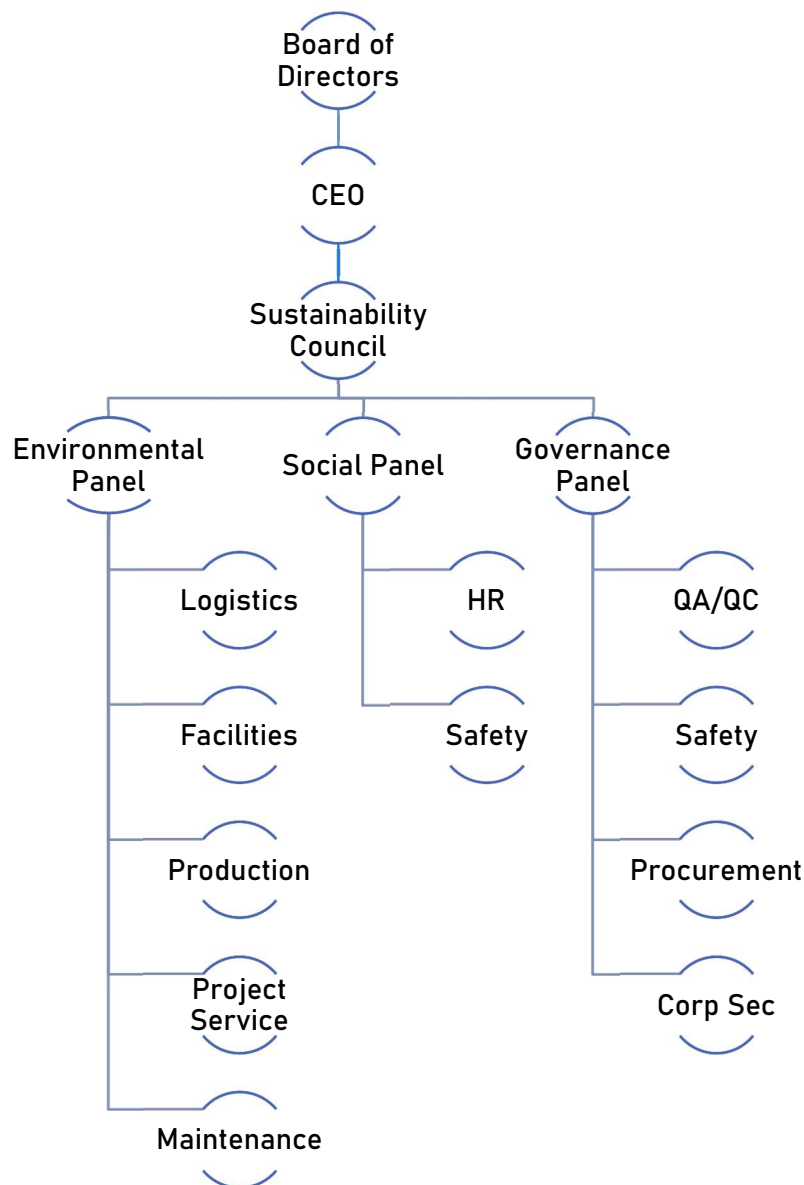 Board of
Directors
CEO
Sustainability
Council
Environmental
Panel
Social Panel
Governance
Panel
Logistics
HR
QA/QC
Facilities
Safety
Safety
Production
Procurement
Project
Service
Corp Sec
Maintenance